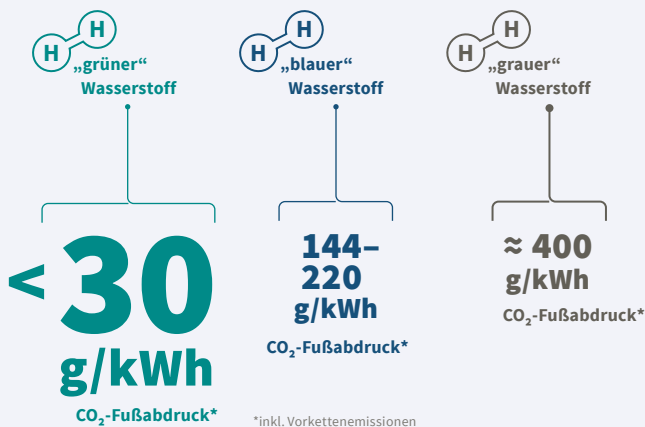 H H
„grüner“
Wasserstoff
< 30
g/kWh
CO₂-Fußabdruck*
H H
„blauer“
Wasserstoff
144–
220
g/kWh
CO₂-Fußabdruck*
H H
„grauer“
Wasserstoff
≈ 400
g/kWh
CO₂-Fußabdruck*
*inkl. Vorkettenemissionen